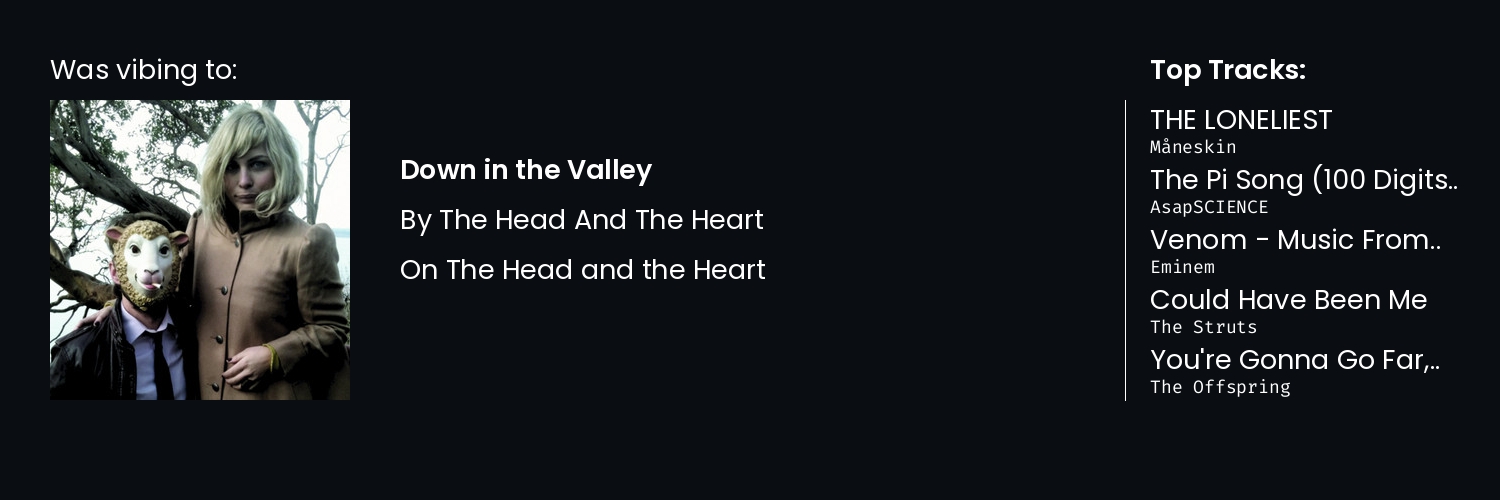 Was vibing to:
Down in the Valley
By The Head And The Heart
On The Head and the Heart
Top Tracks:
THE LONELIEST
Måneskin
The Pi Song (100 Digits..
AsapSCIENCE
Venom - Music From..
Eminem
Could Have Been Me
The Struts
You're Gonna Go Far,..
The Offspring